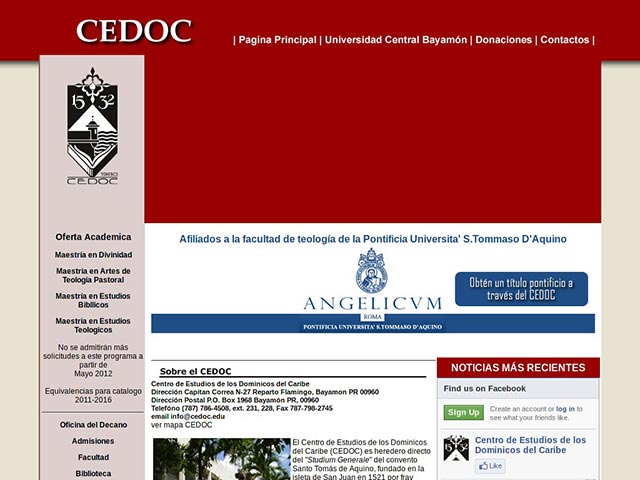 CEDOC
| Pagina Principal | Universidad Central Bayamón | Donaciones | Contactos |
15 32
CEDOC
Oferta Academica
Maestría en Divinidad
Maestria en Artes de
Teología Pastoral
Maestria en Estudios
Bíblicos
Maestria en Estudios
Teologicos
No se admitirán más
solicitudes a este programa a
partir de
Mayo 2012
Equivalencias para catalogo
2011-2016
Oficina del Decano
Admisiones
Facultad
Biblioteca
Afiliados a la facultad de teología de la Pontificia Universita' S.Tommaso D'Aquino
ANGELICVM
ROMA
PONTIFICIA UNIVERSITA' S.TOMMASO D'AQUINO
Obtén un título pontificio a
través del CEDOC
Sobre el CEDOC
Centro de Estudios de los Dominicos del Caribe
Dirección Capitan Correa N-27 Reparto Flamingo, Bayamon PR 00960
Dirección Postal P.O. Box 1968 Bayamón PR, 00960
Telefóno (787) 786-4508, ext. 231, 228, Fax 787-798-2745
email info@cedoc.edu
ver mapa CEDOC
El Centro de Estudios de los Dominicos
del Caribe (CEDOC) es heredero directo
del "Studium Generale" del convento
Santo Tomás de Aquino, fundado en la
isleta de San Juan en 1521 por fray
NOTICIAS MÁS RECIENTES
Find us on Facebook
Sign Up
Create an account or log in to
see what your friends like.
Centro de Estudios de los
Dominicos del Caribe
Like